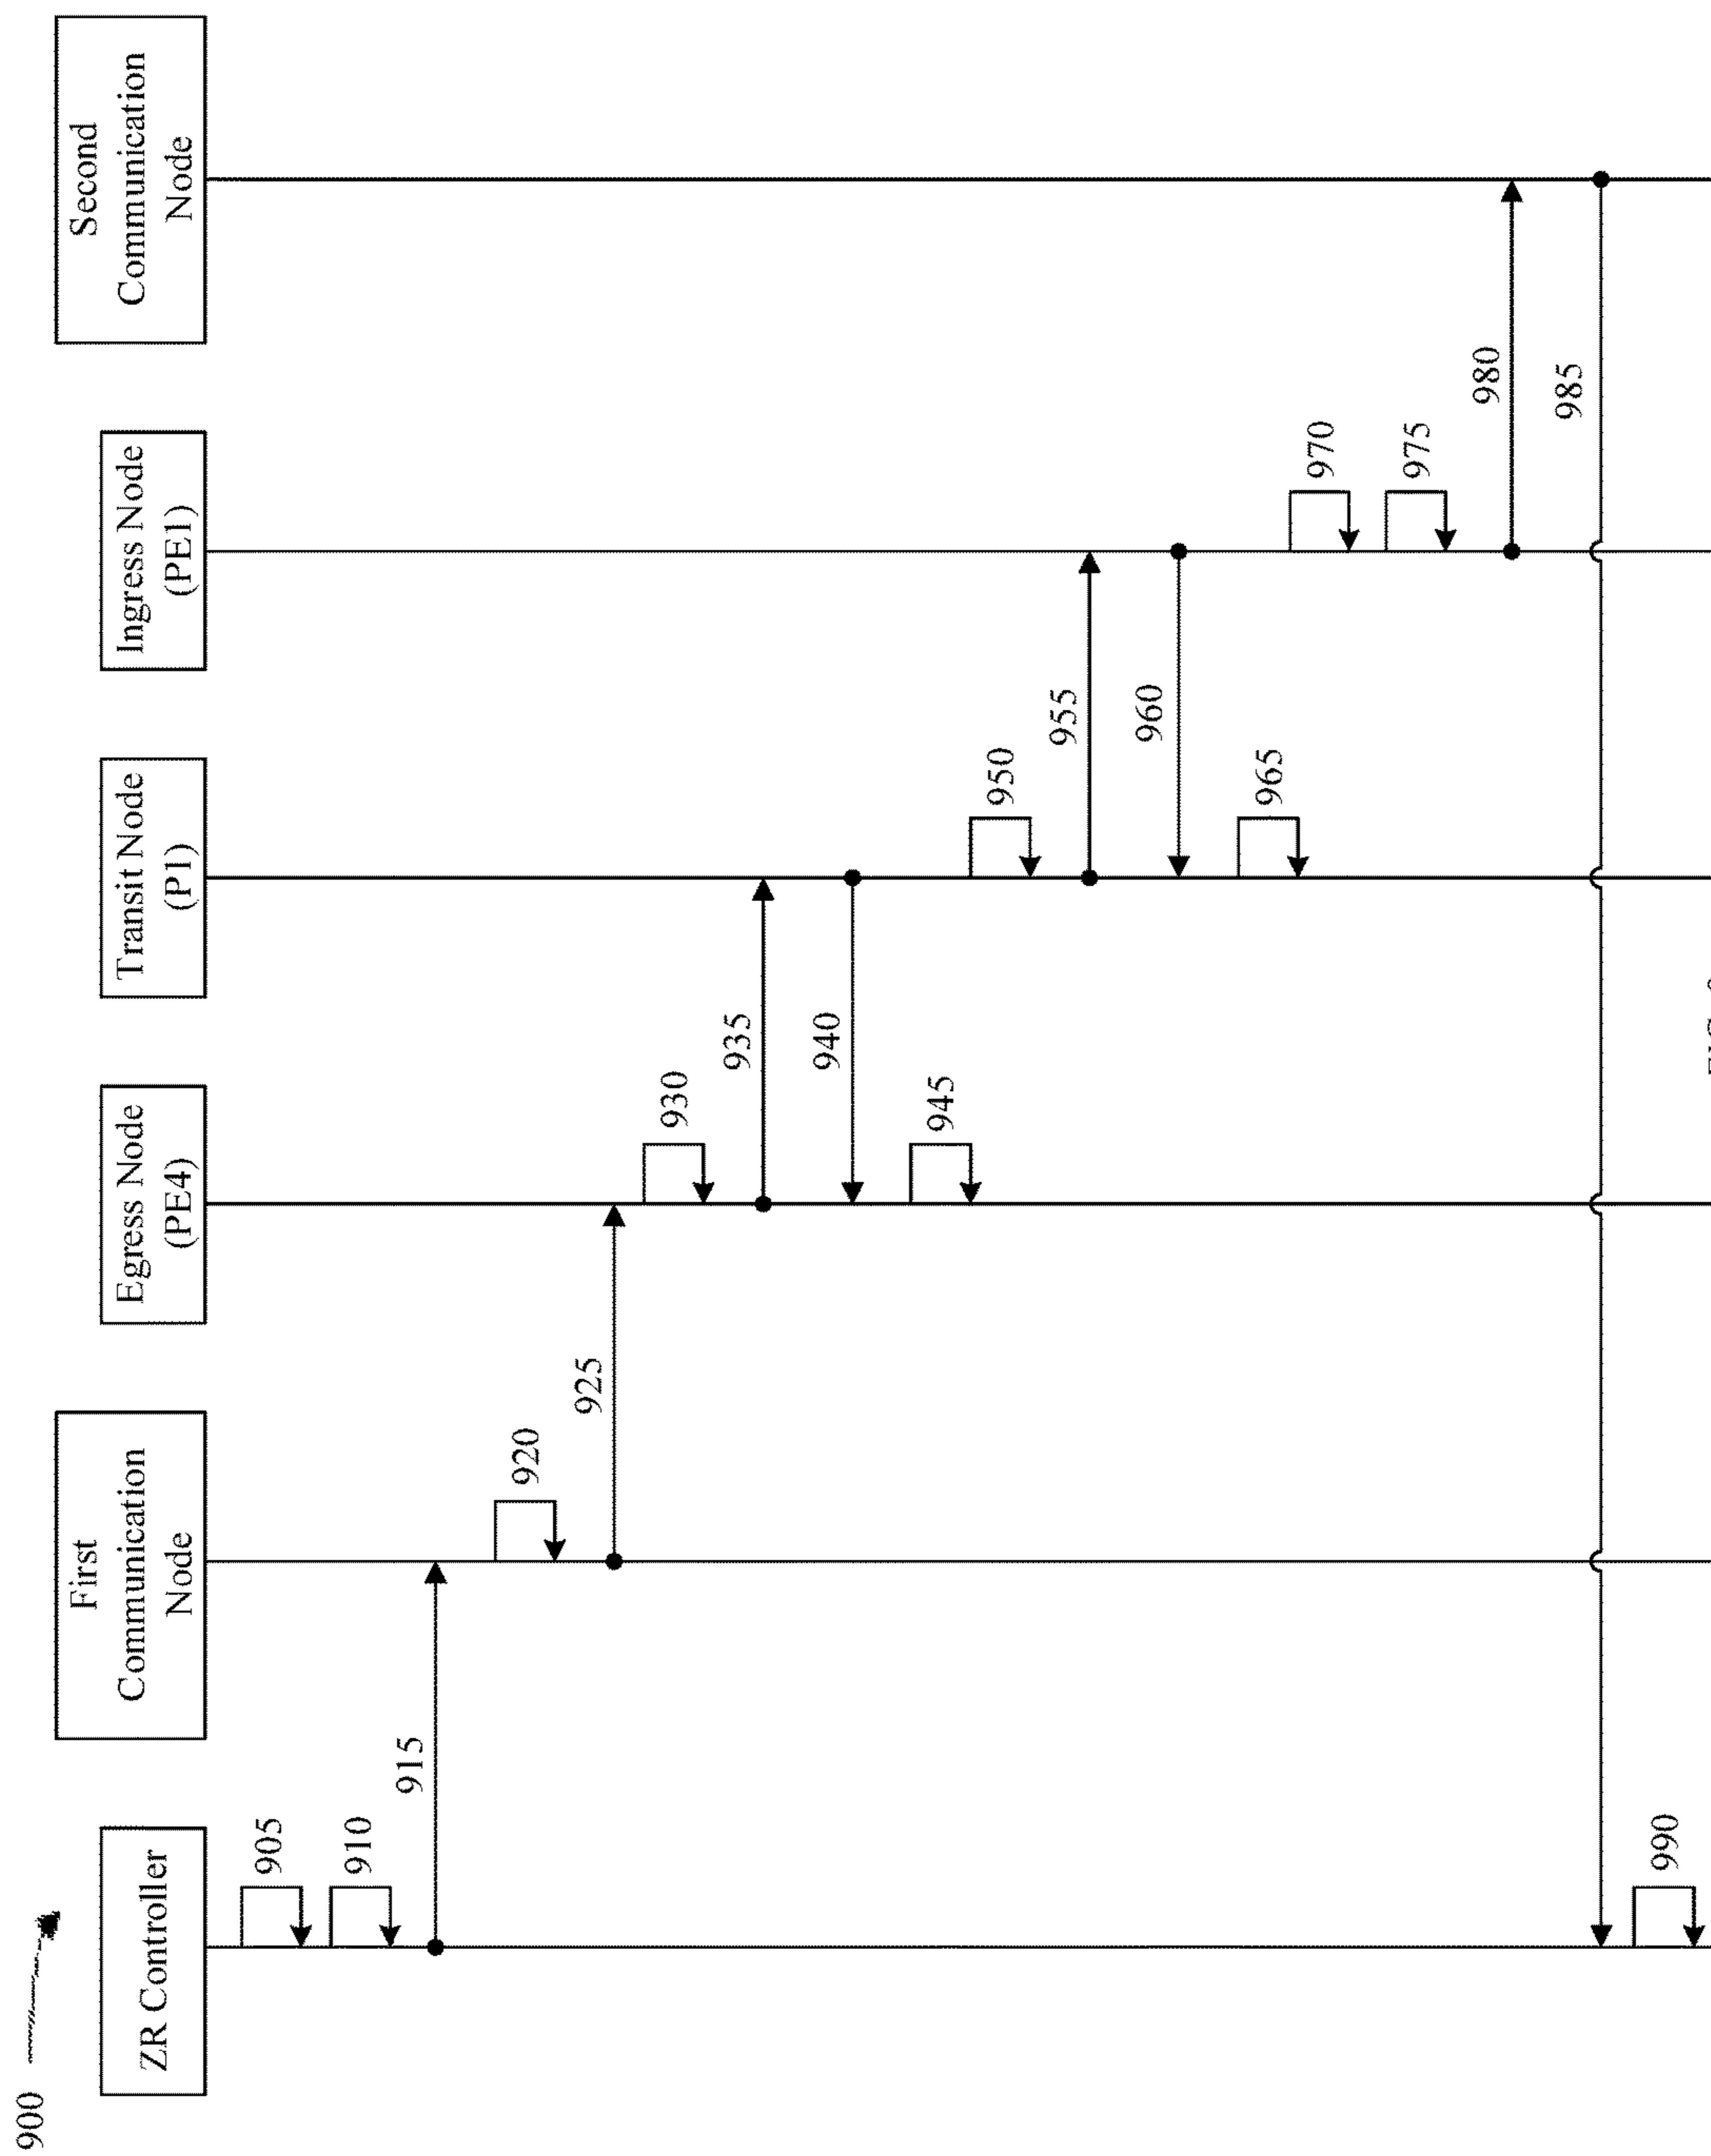 900
ZR Controller
First
Communication
Node
Egress Node
(PE4)
Transit Node
(P1)
Ingress Node
(PE1)
Second
Communication
Node
905
910
915
920
925
930
935
940
945
950
955
960
965
970
975
980
985
990